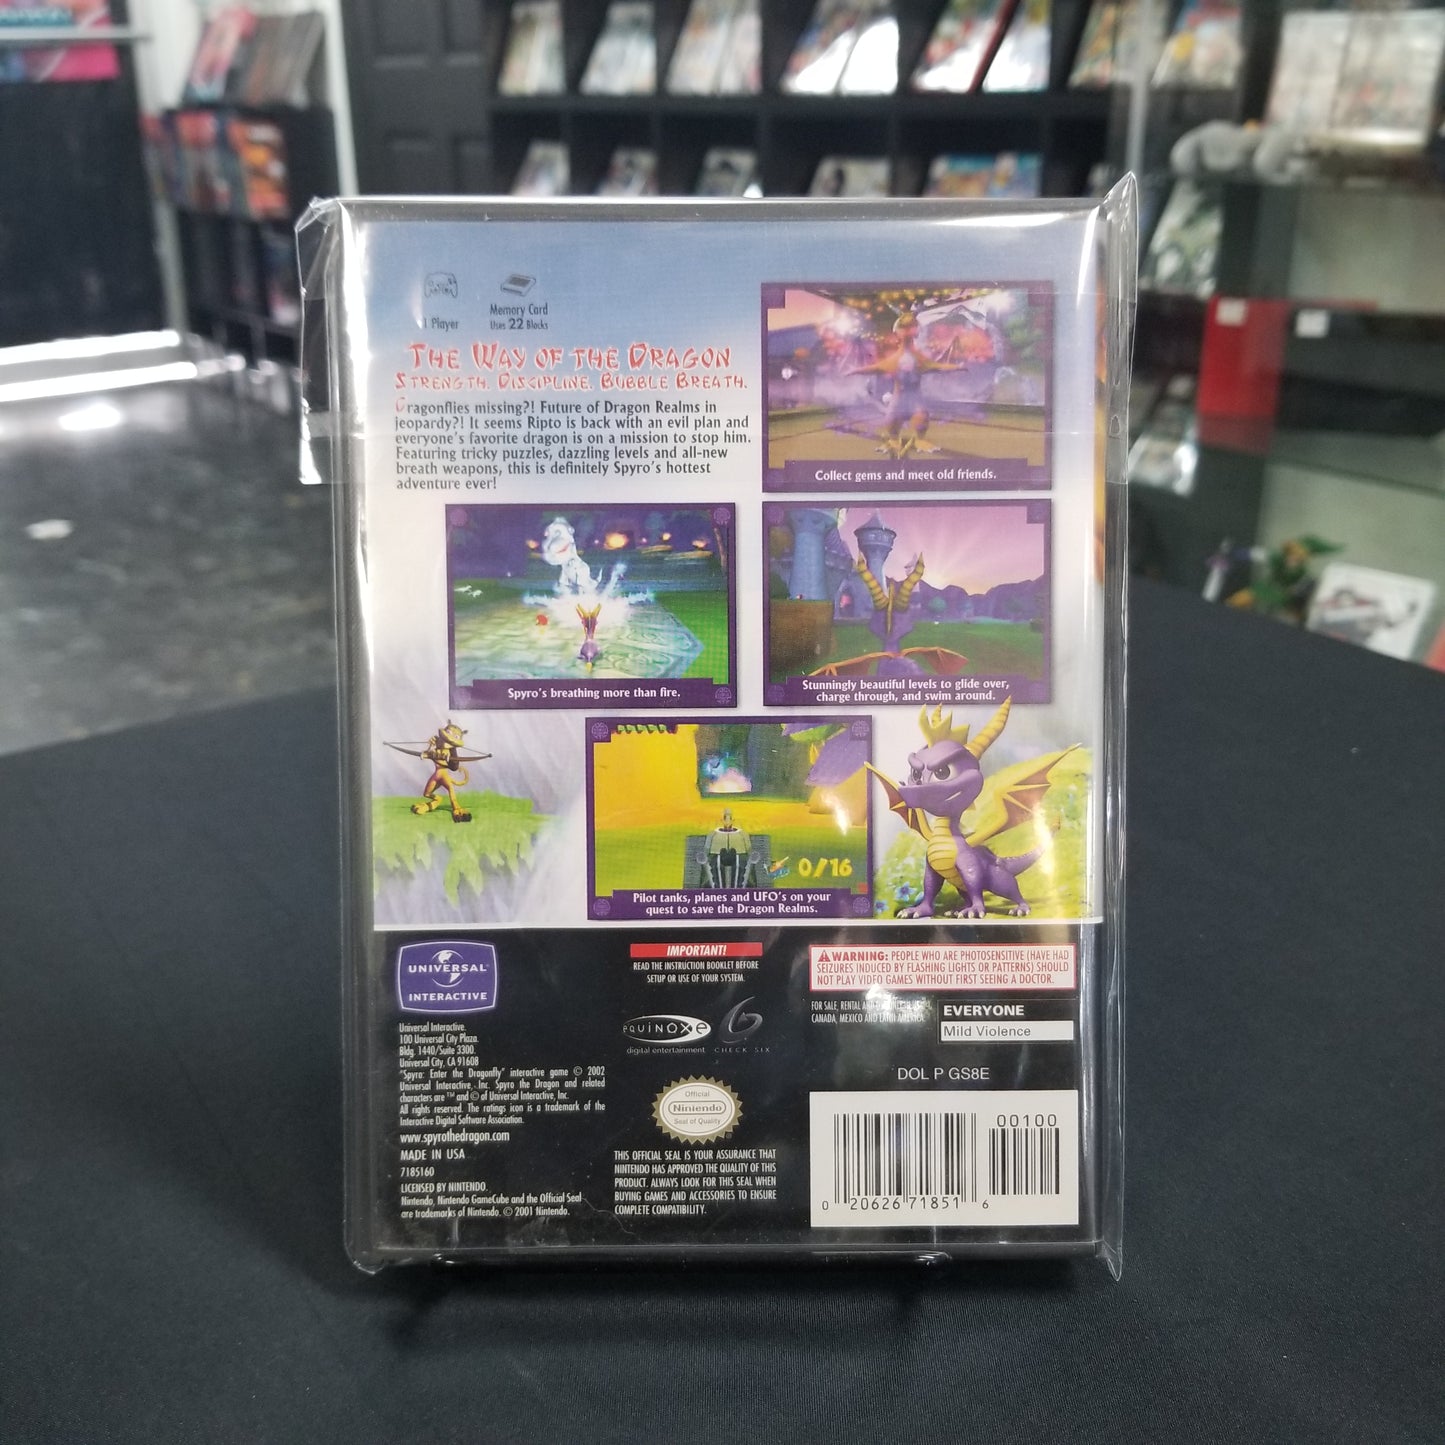 1 Player
Memory Card
Uses 22 Blocks
THE WAY OF THE DRAGON
STRENGTH. DISCIPLINE. BUBBLE BREATH.
Dragonflies missing?! Future of Dragon Realms in
jeopardy?! It seems Ripto is back with an evil plan and
everyone's favorite dragon is on a mission to stop him.
Featuring tricky puzzles, dazzling levels and all-new
breath weapons, this is definitely Spyro's hottest
adventure ever!
Collect gems and meet old friends.
Spyro's breathing more than fire.
Stunningly beautiful levels to glide over,
charge through, and swim around.
0/16
Pilot tanks, planes and UFO's on your
quest to save the Dragon Realms.
UNIVERSAL
INTERACTIVE
Universal Interactive.
100 Universal City Plaza.
Bldg. 1440/Suite 3300.
Universal City, CA 91608
"Spyro: Enter the Dragonfly" interactive game © 2002
Universal Interactive, Inc. Spyro the Dragon and related
characters are ™ and © of Universal Interactive, Inc.
All rights reserved. The ratings icon is a trademark of the
Interactive Digital Software Association.
www.spyrothedragon.com
MADE IN USA
7185160
LICENSED BY NINTENDO.
Nintendo, Nintendo GameCube and the Official Seal
are trademarks of Nintendo. © 2001 Nintendo.
IMPORTANT!
READ THE INSTRUCTION BOOKLET BEFORE
SETUP OR USE OF YOUR SYSTEM.
equinoxe
digital entertainment
CHECK SIX
Official
Nintendo
Seal of Quality
THIS OFFICIAL SEAL IS YOUR ASSURANCE THAT
NINTENDO HAS APPROVED THE QUALITY OF THIS
PRODUCT. ALWAYS LOOK FOR THIS SEAL WHEN
BUYING GAMES AND ACCESSORIES TO ENSURE
COMPLETE COMPATIBILITY.
WARNING: PEOPLE WHO ARE PHOTOSENSITIVE (HAVE HAD
SEIZURES INDUCED BY FLASHING LIGHTS OR PATTERNS) SHOULD
NOT PLAY VIDEO GAMES WITHOUT FIRST SEEING A DOCTOR.
FOR SALE, RENTAL AND
CANADA, MEXICO AND LATIN AMERICA.
EVERYONE
Mild Violence
DOL P GS8E
00100
0 20626 71851 6